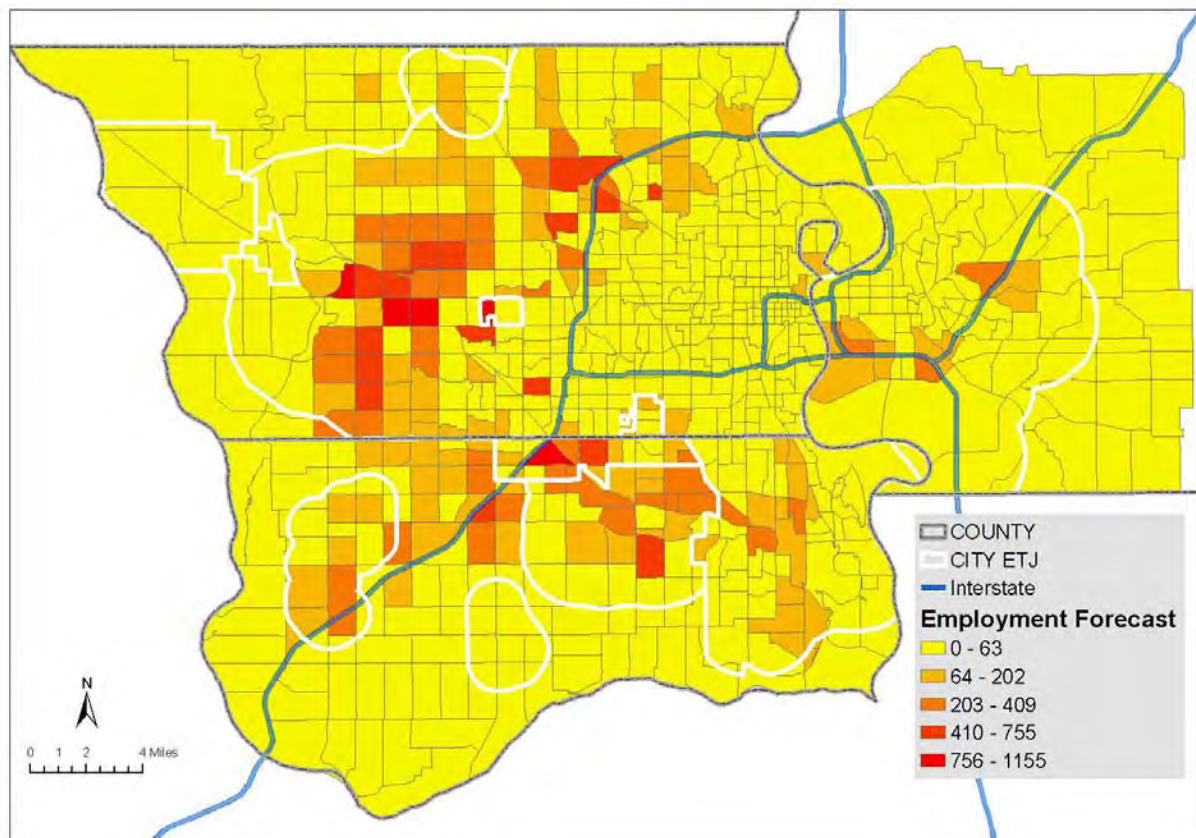 COUNTY
CITY ETJ
Interstate
Employment Forecast
0 - 63
64 - 202
203 - 409
410 - 755
756 - 1155
N
0 1 2 4 Miles